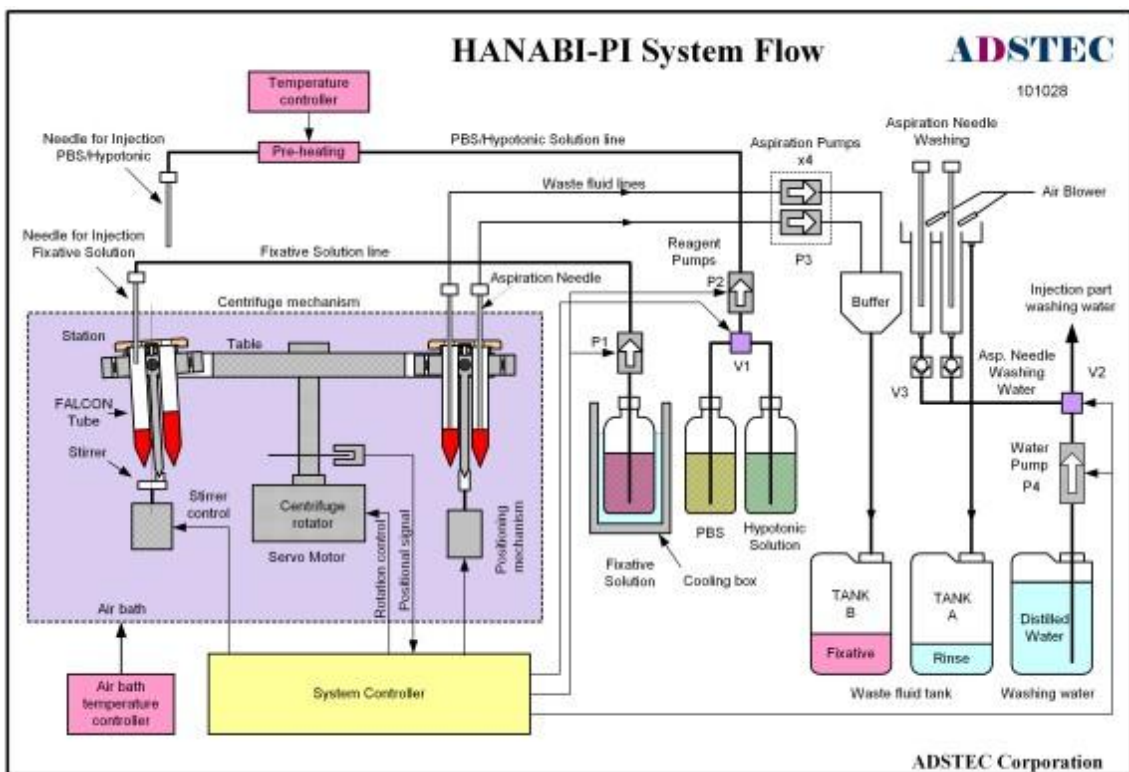 HANABI-PI System Flow
ADSTEC
101028
Temperature
controller
Needle for Injection
PBS/Hypotonic
Pre-heating
PBS/Hypotonic Solution line
Aspiration Pumps
x4
Aspiration Needle
Washing
Air Blower
Waste fluid lines
Needle for Injection
Fixative Solution
Fixative Solution line
P3
Reagent
Pumps
Aspiration Needle
P2
Buffer
Injection part
washing water
Centrifuge mechanism
Station
Table
P1
V1
V3
Asp. Needle
Washing
Water
V2
FALCON
Tube
Stirrer
Stirrer
control
Centrifuge
rotator
Servo Motor
Rotation control
Positional signal
Positioning
mechanism
Water
Pump
P4
PBS
Hypotonic
Solution
Fixative
Solution
Cooling box
Air bath
TANK
B
Fixative
TANK
A
Rinse
Distilled
Water
Waste fluid tank
Washing water
Air bath
temperature
controller
System Controller
ADSTEC Corporation